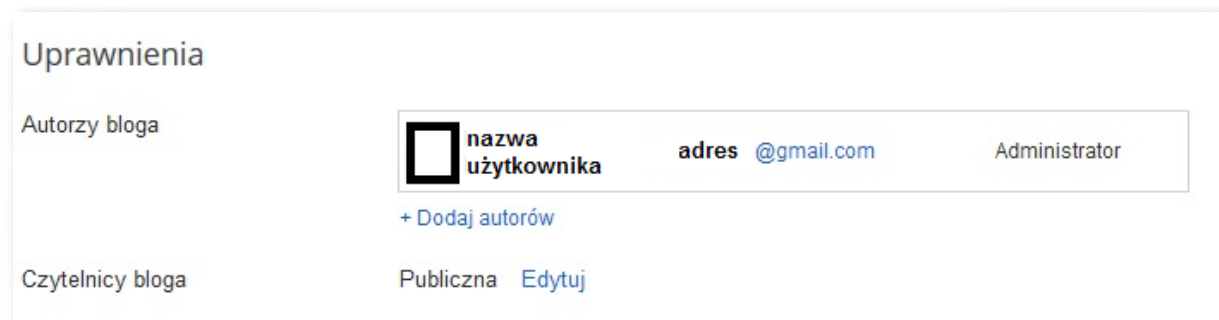 Uprawnienia
Autorzy bloga
nazwa
użytkownika
adres @gmail.com
Administrator
+ Dodaj autorów
Czytelnicy bloga
Publiczna Edytuj